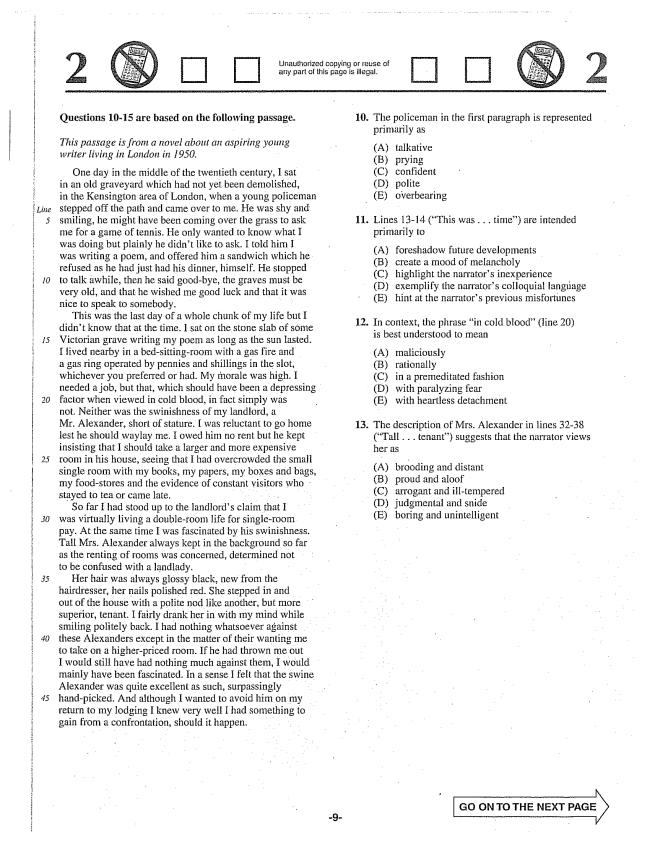 2
Unauthorized copying or reuse of
any part of this page is illegal.
2
Questions 10-15 are based on the following passage.
This passage is from a novel about an aspiring young
writer living in London in 1950.
One day in the middle of the twentieth century, I sat
in an old graveyard which had not yet been demolished,
in the Kensington area of London, when a young policeman
Line stepped off the path and came over to me. He was shy and
5 smiling, he might have been coming over the grass to ask
me for a game of tennis. He only wanted to know what I
was doing but plainly he didn't like to ask. I told him I
was writing a poem, and offered him a sandwich which he
refused as he had just had his dinner, himself. He stopped
10 to talk awhile, then he said good-bye, the graves must be
very old, and that he wished me good luck and that it was
nice to speak to somebody.
This was the last day of a whole chunk of my life but I
didn't know that at the time. I sat on the stone slab of some
15 Victorian grave writing my poem as long as the sun lasted.
I lived nearby in a bed-sitting-room with a gas fire and
a gas ring operated by pennies and shillings in the slot,
whichever you preferred or had. My morale was high. I
needed a job, but that, which should have been a depressing
20 factor when viewed in cold blood, in fact simply was
not. Neither was the swinishness of my landlord, a
Mr. Alexander, short of stature. I was reluctant to go home
lest he should waylay me. I owed him no rent but he kept
insisting that I should take a larger and more expensive
25 room in his house, seeing that I had overcrowded the small
single room with my books, my papers, my boxes and bags,
my food-stores and the evidence of constant visitors who
stayed to tea or came late.
So far I had stood up to the landlord's claim that I
30 was virtually living a double-room life for single-room
pay. At the same time I was fascinated by his swinishness.
Tall Mrs. Alexander always kept in the background so far
as the renting of rooms was concerned, determined not
to be confused with a landlady.
35 Her hair was always glossy black, new from the
hairdresser, her nails polished red. She stepped in and
out of the house with a polite nod like another, but more
superior, tenant. I fairly drank her in with my mind while
smiling politely back. I had nothing whatsoever against
40 these Alexanders except in the matter of their wanting me
to take on a higher-priced room. If he had thrown me out
I would still have had nothing much against them, I would
mainly have been fascinated. In a sense I felt that the swine
Alexander was quite excellent as such, surpassingly
45 hand-picked. And although I wanted to avoid him on my
return to my lodging I knew very well I had something to
gain from a confrontation, should it happen.
10. The policeman in the first paragraph is represented
primarily as
(A) talkative
(B) prying
(C) confident
(D) polite
(E) overbearing
11. Lines 13-14 ("This was . . . time") are intended
primarily to
(A) foreshadow future developments
(B) create a mood of melancholy
(C) highlight the narrator's inexperience
(D) exemplify the narrator's colloquial language
(E) hint at the narrator's previous misfortunes
12. In context, the phrase "in cold blood" (line 20)
is best understood to mean
(A) maliciously
(B) rationally
(C) in a premeditated fashion
(D) with paralyzing fear
(E) with heartless detachment
13. The description of Mrs. Alexander in lines 32-38
("Tall . . . tenant") suggests that the narrator views
her as
(A) brooding and distant
(B) proud and aloof
(C) arrogant and ill-tempered
(D) judgmental and snide
(E) boring and unintelligent
GO ON TO THE NEXT PAGE
-9-